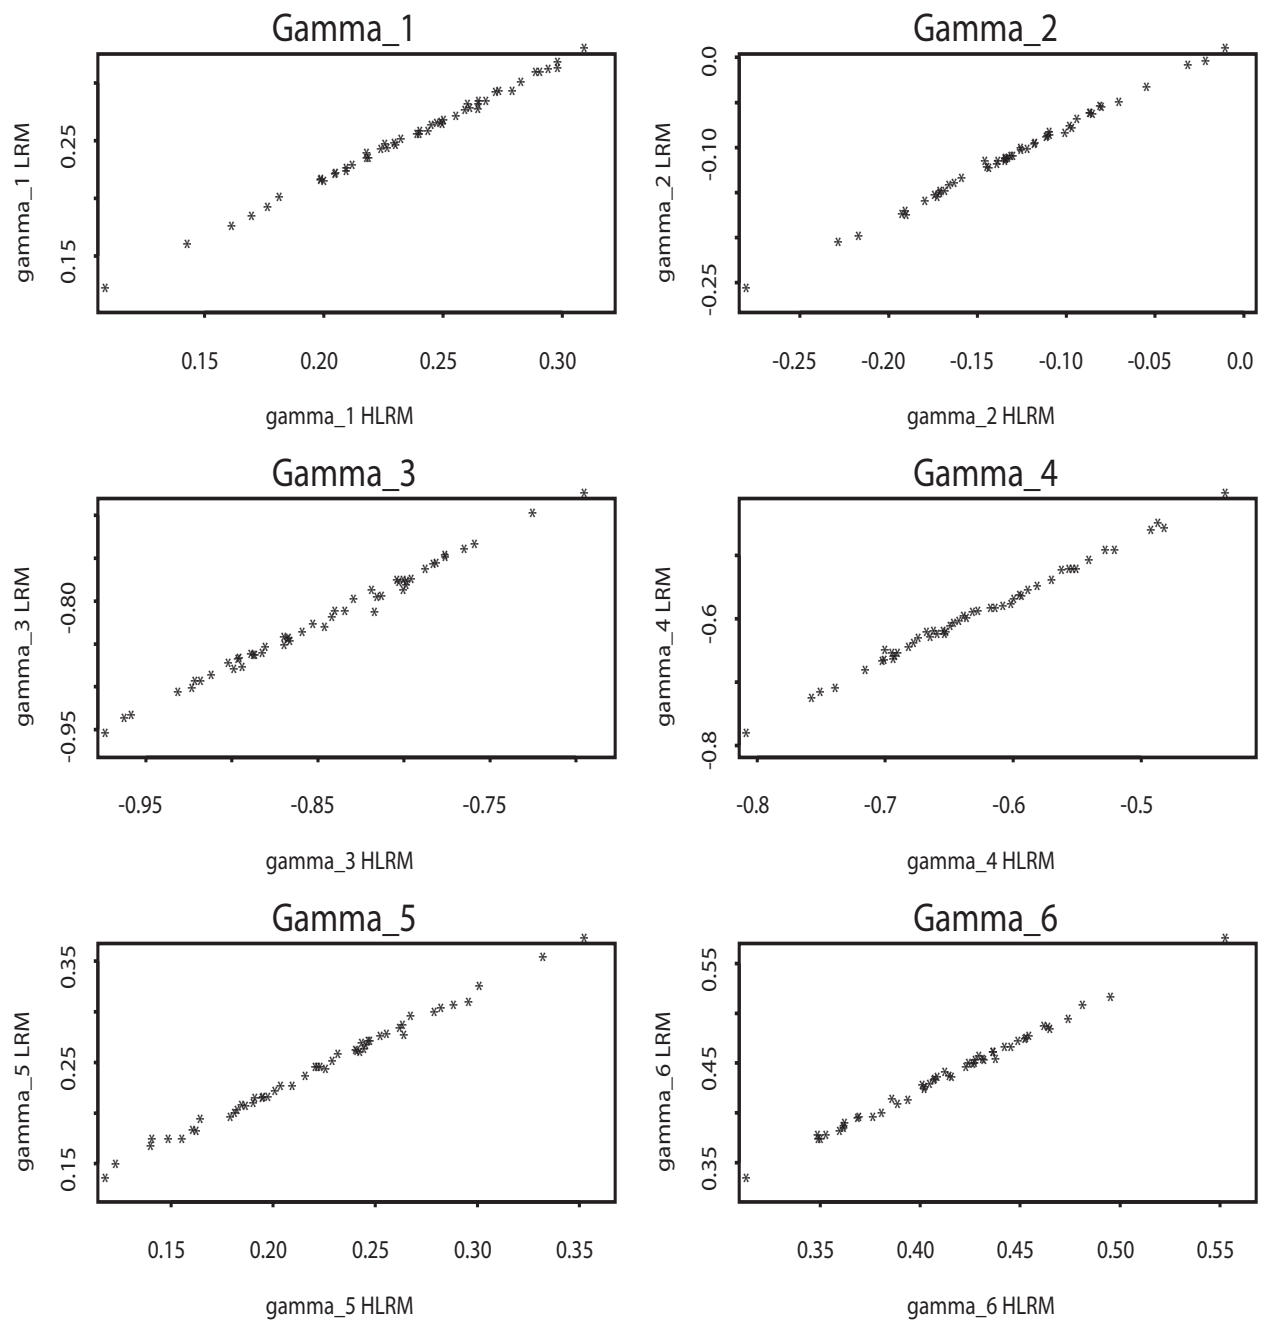 Gamma_1
gamma_1 LRM
0.25
0.15
0.15 0.20 0.25 0.30
gamma_1 HLRM
Gamma_2
gamma_2 LRM
0.0
-0.10
-0.25
-0.25 -0.20 -0.15 -0.10 -0.05 0.0
gamma_2 HLRM
Gamma_3
gamma_3 LRM
-0.80
-0.95
-0.95 -0.85 -0.75
gamma_3 HLRM
Gamma_4
gamma_4 LRM
-0.6
-0.8
-0.8 -0.7 -0.6 -0.5
gamma_4 HLRM
Gamma_5
gamma_5 LRM
0.35
0.25
0.15
0.15 0.20 0.25 0.30 0.35
gamma_5 HLRM
Gamma_6
gamma_6 LRM
0.55
0.45
0.35
0.35 0.40 0.45 0.50 0.55
gamma_6 HLRM